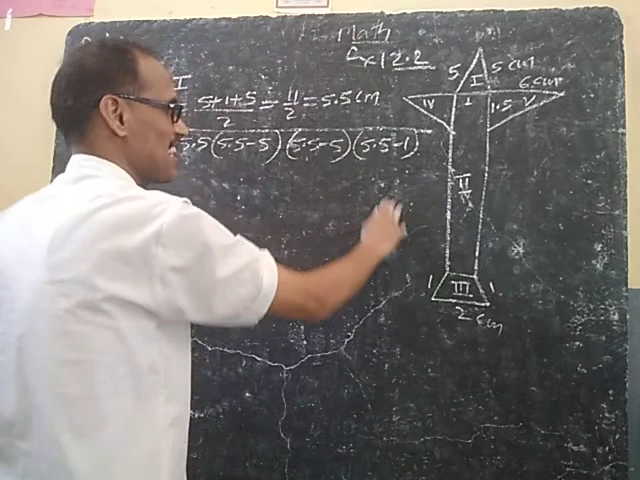 Math
Ex 12.2
I
5+1+5/2 = 11/2 = 5.5 cm
5.5(5.5-5)(5.5-5)(5.5-1)
5 I 5 cm
6 cm
IV 1 1.5 V
II
1 III 1
2 cm